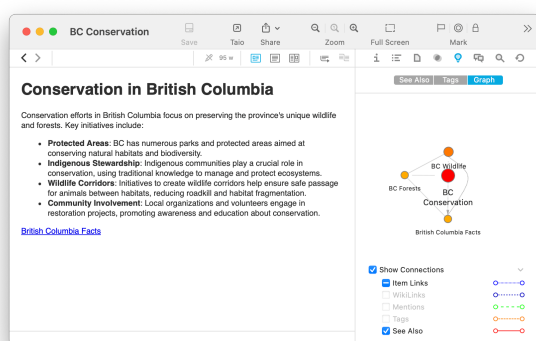 BC Conservation
Save
Taio
Share
Zoom
Full Screen
Mark
95 w
See Also
Tags
Graph
Conservation in British Columbia
Conservation efforts in British Columbia focus on preserving the province's unique wildlife
and forests. Key initiatives include:
• Protected Areas: BC has numerous parks and protected areas aimed at
conserving natural habitats and biodiversity.
• Indigenous Stewardship: Indigenous communities play a crucial role in
conservation, using traditional knowledge to manage and protect ecosystems.
• Wildlife Corridors: Initiatives to create wildlife corridors help ensure safe passage
for animals between habitats, reducing roadkill and habitat fragmentation.
• Community Involvement: Local organizations and volunteers engage in
restoration projects, promoting awareness and education about conservation.
British Columbia Facts
BC Wildlife
BC Forests
BC
Conservation
British Columbia Facts
Show Connections
Item Links
WikiLinks
Mentions
Tags
See Also